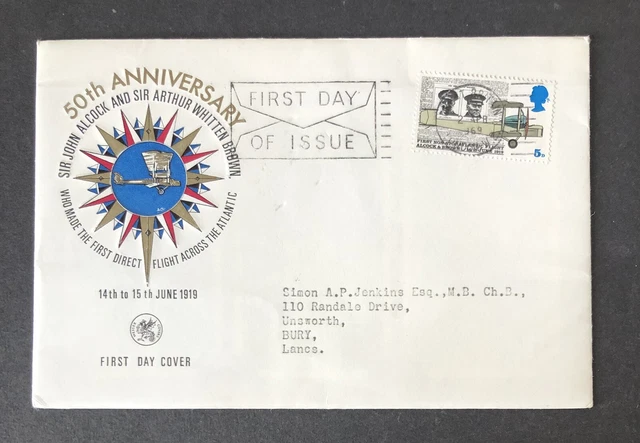 50th ANNIVERSARY
SIR JOHN ALCOCK AND SIR ARTHUR WHITTEN BROWN.
WHO MADE THE FIRST DIRECT FLIGHT ACROSS THE ATLANTIC
14th to 15th JUNE 1919
FIRST DAY COVER
FIRST DAY
OF ISSUE
5D
Simon A.P.Jenkins Esq.,M.B. Ch.B.,
110 Randale Drive,
Unsworth,
BURY,
Lancs.